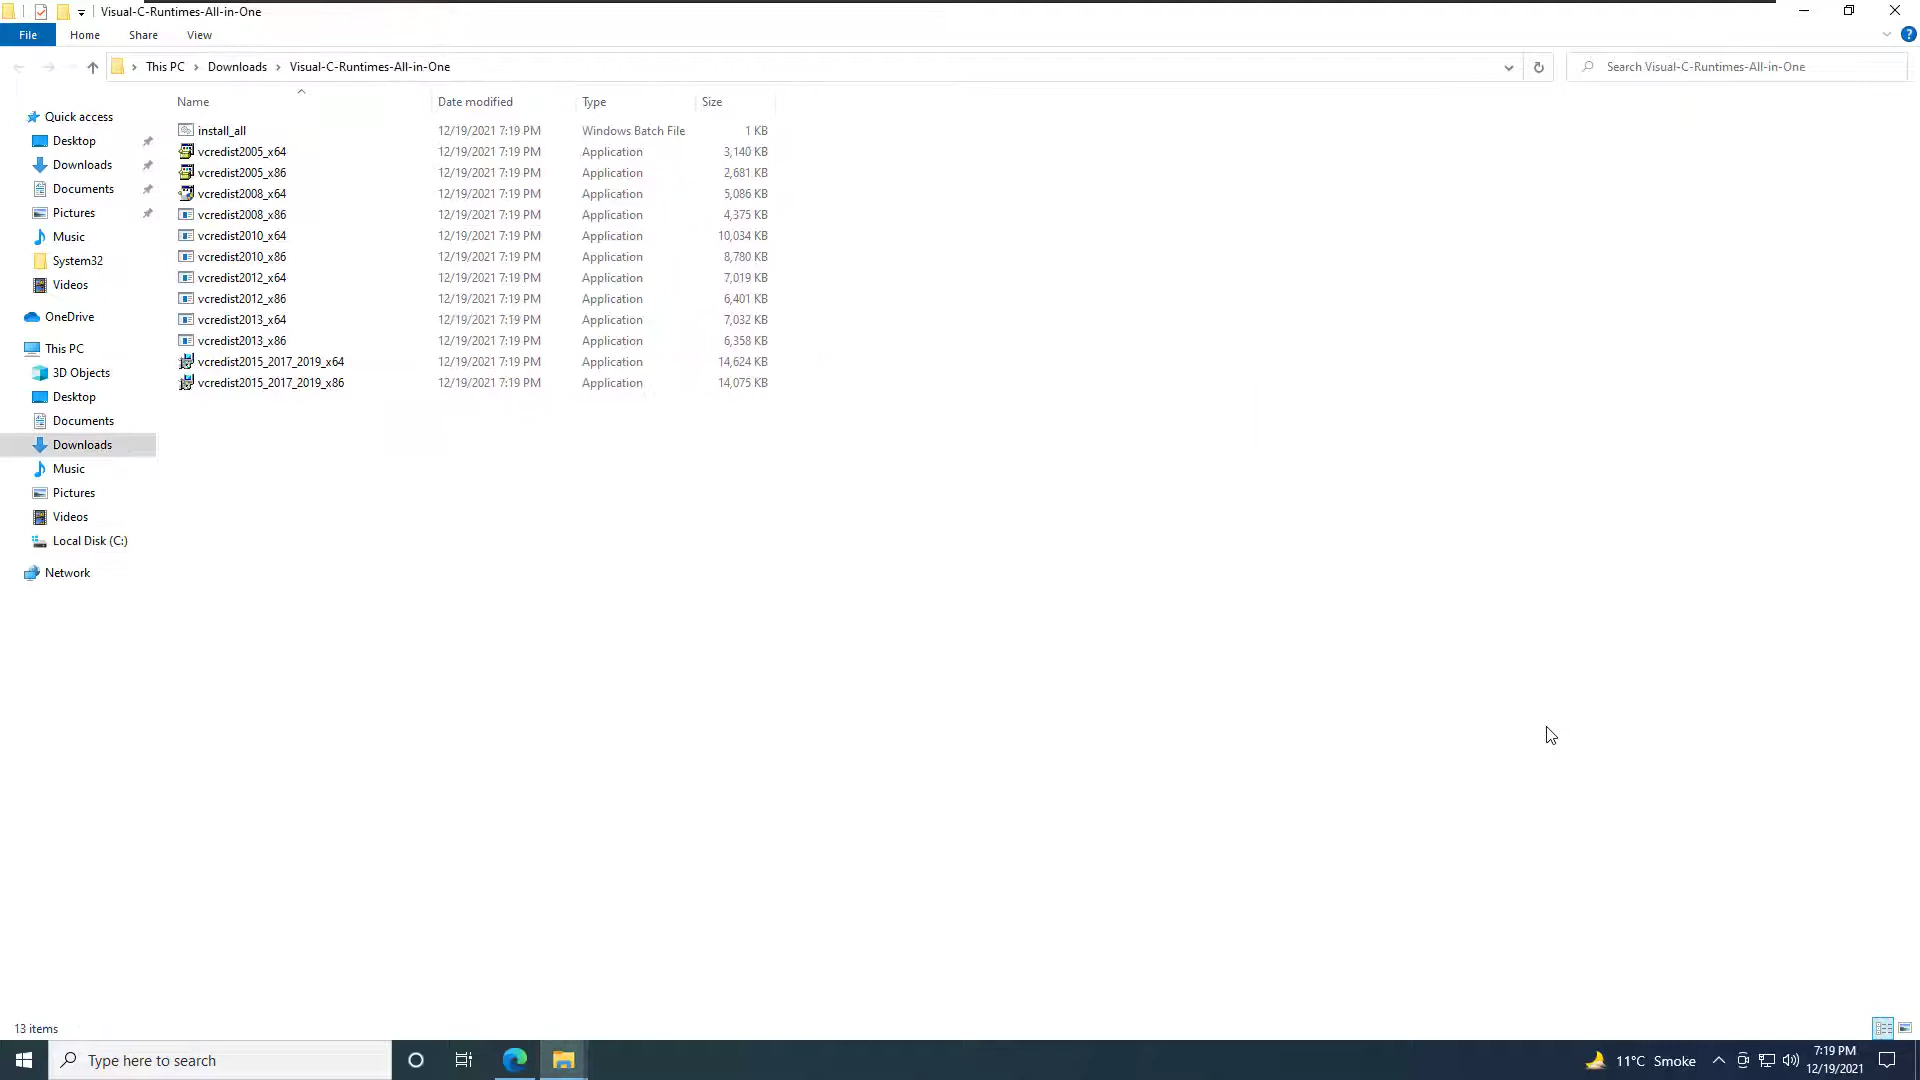 Visual-C-Runtimes-All-in-One
File Home Share View
This PC Downloads Visual-C-Runtimes-All-in-One Search Visual-C-Runtimes-All-in-One
Name Date modified Type Size
Quick access
Desktop
Downloads
Documents
Pictures
Music
System32
Videos
OneDrive
This PC
3D Objects
Desktop
Documents
Downloads
Music
Pictures
Videos
Local Disk (C:)
Network
install_all 12/19/2021 7:19 PM Windows Batch File 1 KB
vcredist2005_x64 12/19/2021 7:19 PM Application 3,140 KB
vcredist2005_x86 12/19/2021 7:19 PM Application 2,681 KB
vcredist2008_x64 12/19/2021 7:19 PM Application 5,086 KB
vcredist2008_x86 12/19/2021 7:19 PM Application 4,375 KB
vcredist2010_x64 12/19/2021 7:19 PM Application 10,034 KB
vcredist2010_x86 12/19/2021 7:19 PM Application 8,780 KB
vcredist2012_x64 12/19/2021 7:19 PM Application 7,019 KB
vcredist2012_x86 12/19/2021 7:19 PM Application 6,401 KB
vcredist2013_x64 12/19/2021 7:19 PM Application 7,032 KB
vcredist2013_x86 12/19/2021 7:19 PM Application 6,358 KB
vcredist2015_2017_2019_x64 12/19/2021 7:19 PM Application 14,624 KB
vcredist2015_2017_2019_x86 12/19/2021 7:19 PM Application 14,075 KB
13 items
Type here to search
11°C Smoke
7:19 PM
12/19/2021